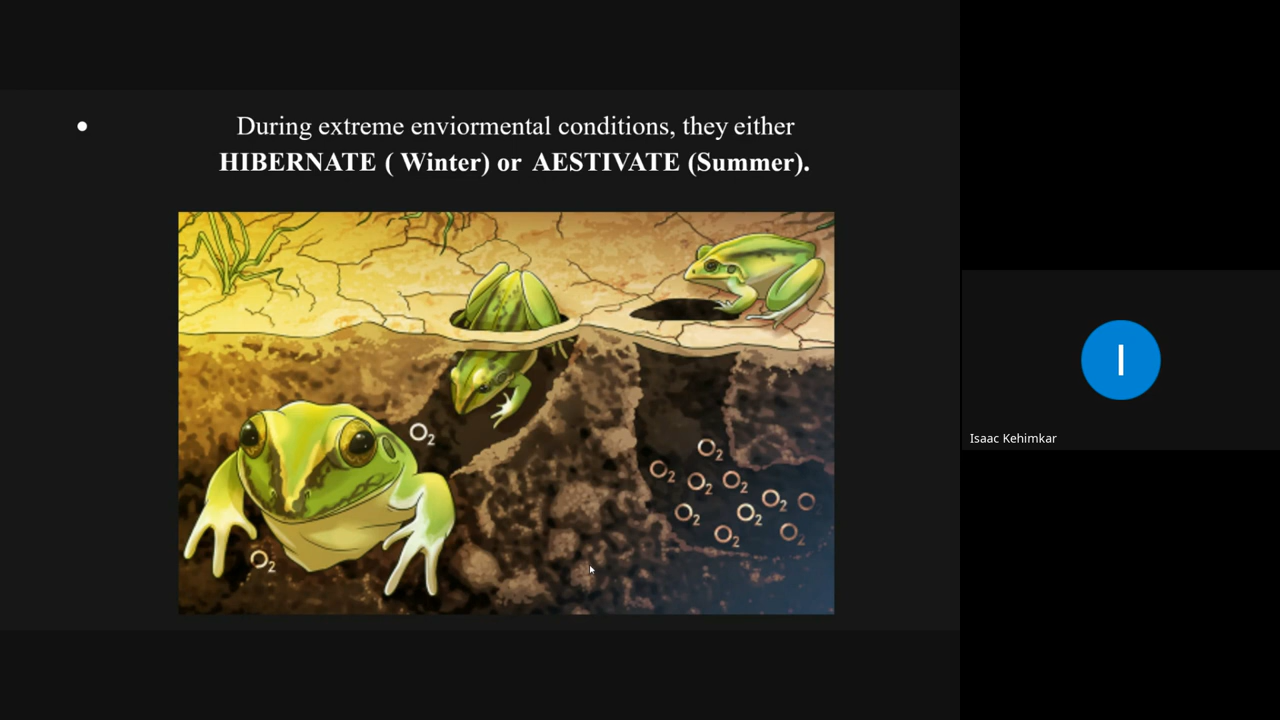 • During extreme enviormental conditions, they either
HIBERNATE ( Winter) or AESTIVATE (Summer).
O2
O2
O2
O2
O2
O2
O2
O2
O2
O2
O2
O2
I
Isaac Kehimkar